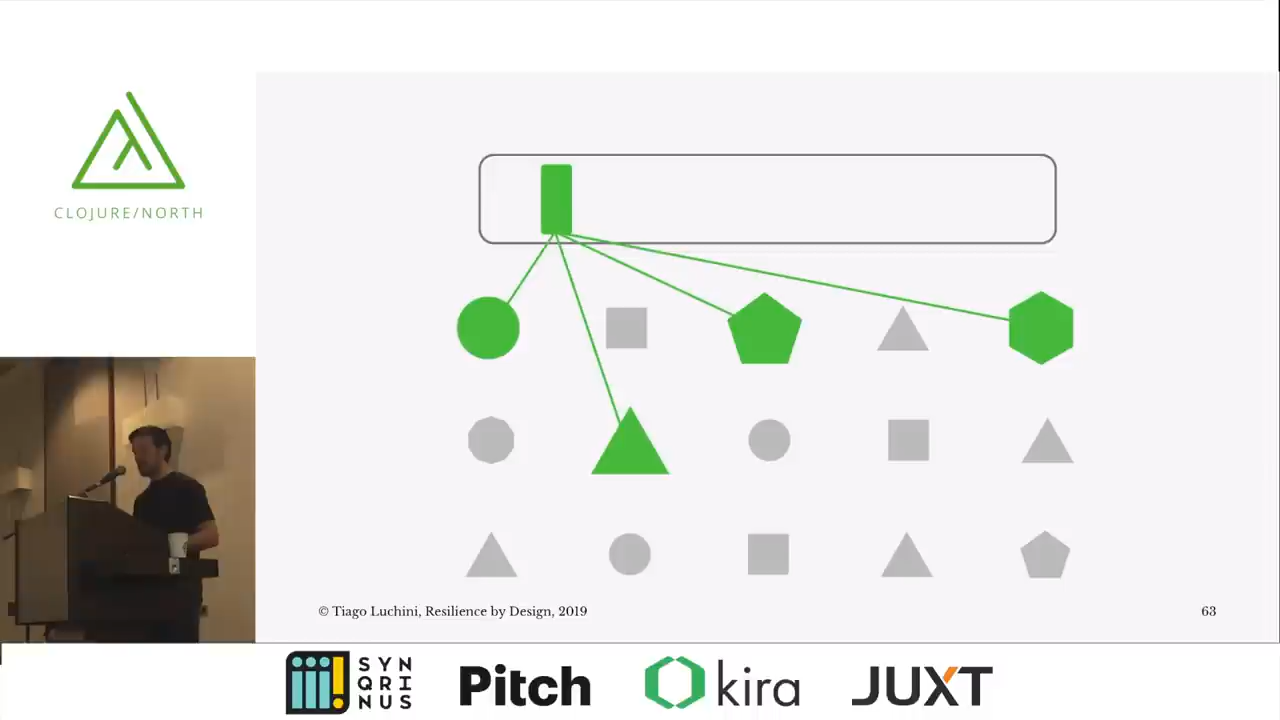 CLOJURE/NORTH
© Tiago Luchini, Resilience by Design, 2019
63
SYN
QRI
NUS
Pitch
kira
JUXT